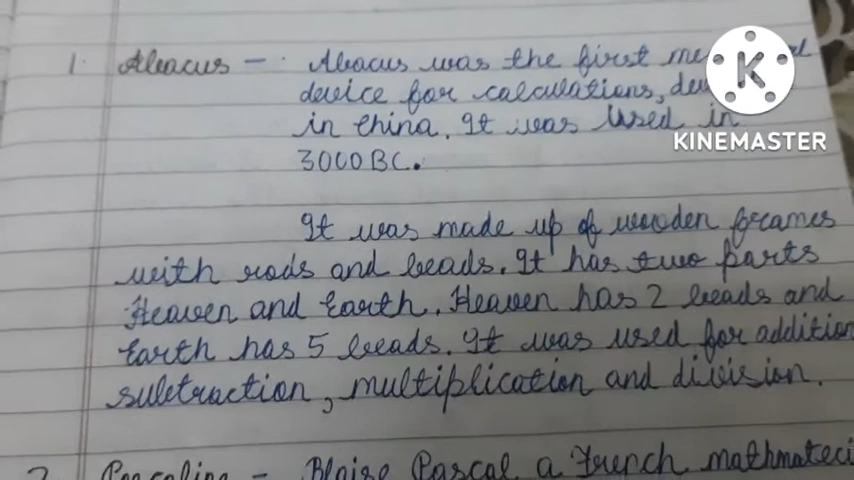 1. Abacus - Abacus was the first
device for calculations,
in China. It was used in
3000 BC.
It was made up of wooden frames
with rods and beads. It has two parts
Heaven and Earth. Heaven has 2 beads and
Earth has 5 beads. It was used for addition
subtraction, multiplication and division.
2. Pascaline - Blaise Pascal a French
K
KINEMASTER